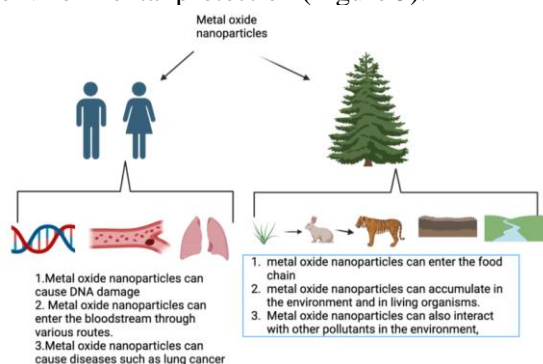 Metal oxide
nanoparticles
1.Metal oxide nanoparticles can
cause DNA damage
2. Metal oxide nanoparticles can
enter the bloodstream through
various routes.
3.Metal oxide nanoparticles can
cause diseases such as lung cancer
1. metal oxide nanoparticles can enter the food
chain
2. metal oxide nanoparticles can accumulate in
the environment and in living organisms.
3. Metal oxide nanoparticles can also interact
with other pollutants in the environment,